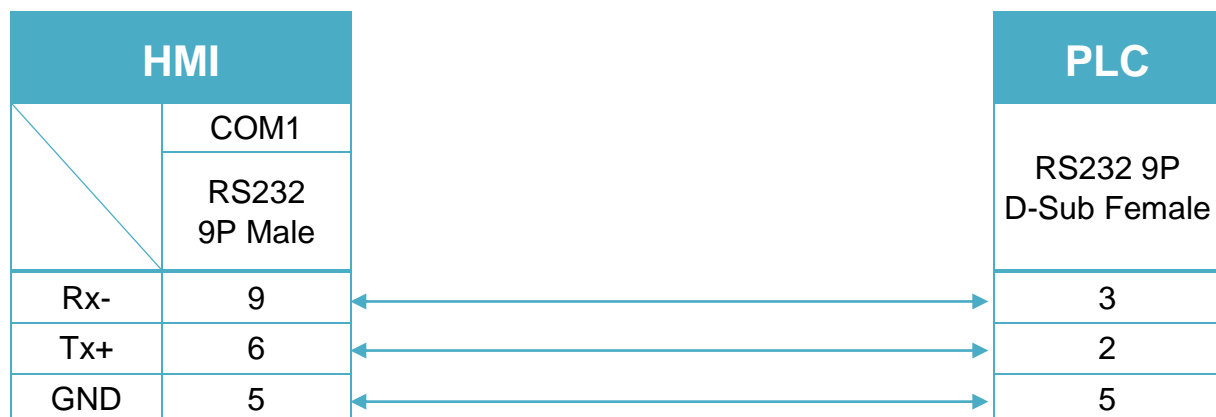 HMI
PLC
COM1
RS232
9P Male
RS232 9P
D-Sub Female
Rx- 9 3
Tx+ 6 2
GND 5 5